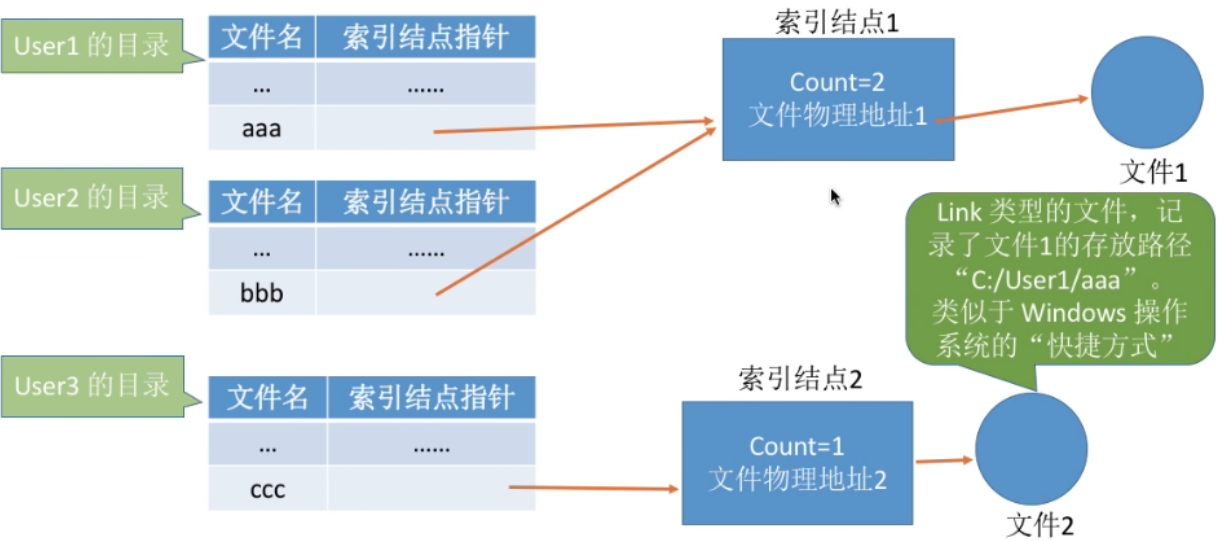 User1 的目录
文件名 索引结点指针
... ......
aaa
User2 的目录
文件名 索引结点指针
... ......
bbb
User3 的目录
文件名 索引结点指针
... ......
ccc
索引结点1
Count=2
文件物理地址1
文件1
Link 类型的文件，记
录了文件1的存放路径
“C:/User1/aaa”。
类似于 Windows 操作
系统的“快捷方式”
索引结点2
Count=1
文件物理地址2
文件2